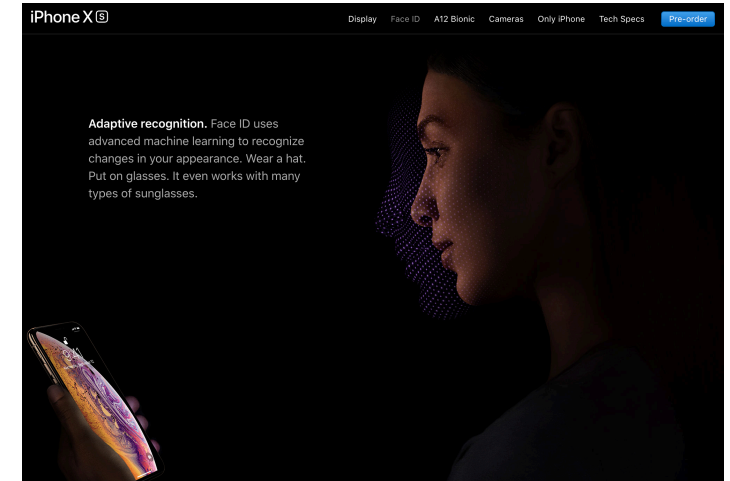 iPhone XS
Display Face ID A12 Bionic Cameras Only iPhone Tech Specs Pre-order
Adaptive recognition. Face ID uses
advanced machine learning to recognize
changes in your appearance. Wear a hat.
Put on glasses. It even works with many
types of sunglasses.